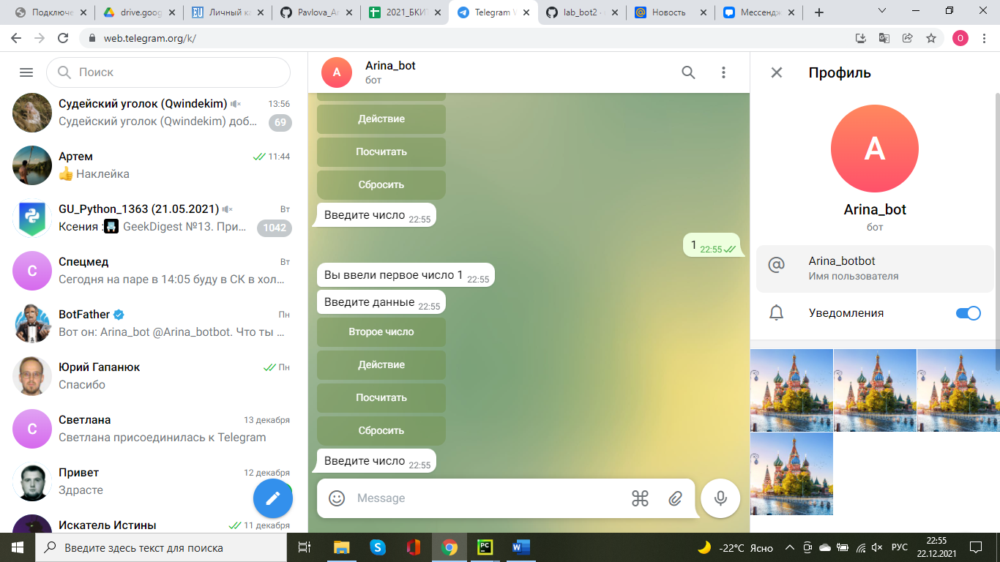 Подключе
drive.goog
Личный ка
Pavlova_Ar
2021_БКИТ
Telegram W
lab_bot2 ·
Новость
Мессендж
web.telegram.org/k/
О
Поиск
Судейский уголок (Qwindekim) 13:56
Судейский уголок (Qwindekim) доб... 69
Артем 11:44
Наклейка
GU_Python_1363 (21.05.2021) Вт
Ксения : GeekDigest №13. При... 1042
С
Спецмед Вт
Сегодня на паре в 14:05 буду в СК в хол...
BotFather Пн
Вот он: Arina_bot @Arina_botbot. Что ты ...
Юрий Гапанюк Пн
Спасибо
С
Светлана 13 декабря
Светлана присоединилась к Telegram
Привет 12 декабря
Здрасте
Искатель Истины 11 декабря
A
Arina_bot
бот
Действие
Посчитать
Сбросить
Введите число 22:55
1 22:55
Вы ввели первое число 1 22:55
Введите данные 22:55
Второе число
Действие
Посчитать
Сбросить
Введите число 22:55
Message
Профиль
A
Arina_bot
бот
@
Arina_botbot
Имя пользователя
Уведомления
Введите здесь текст для поиска
S
PC
W
-22°C Ясно
РУС
22:55
22.12.2021